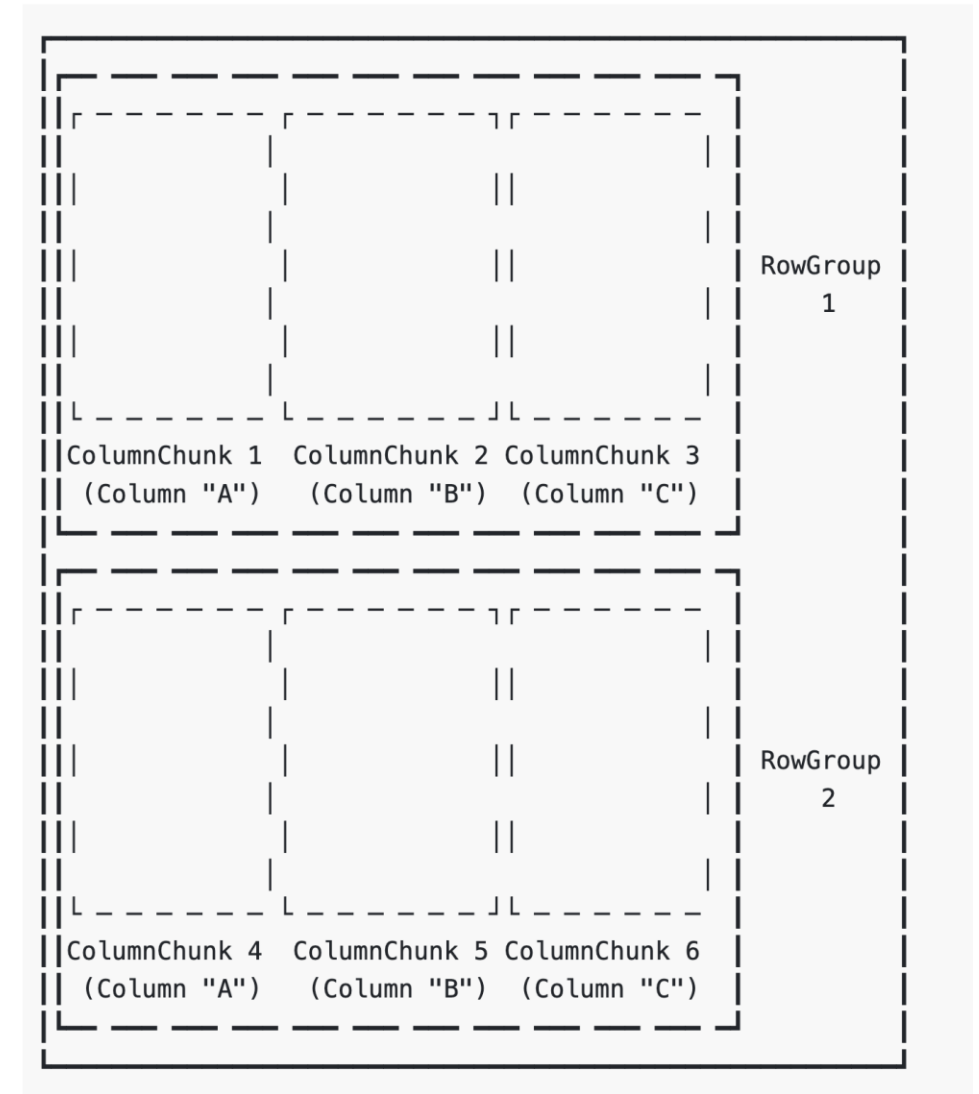 RowGroup
1
ColumnChunk 1 ColumnChunk 2 ColumnChunk 3
(Column "A") (Column "B") (Column "C")
RowGroup
2
ColumnChunk 4 ColumnChunk 5 ColumnChunk 6
(Column "A") (Column "B") (Column "C")